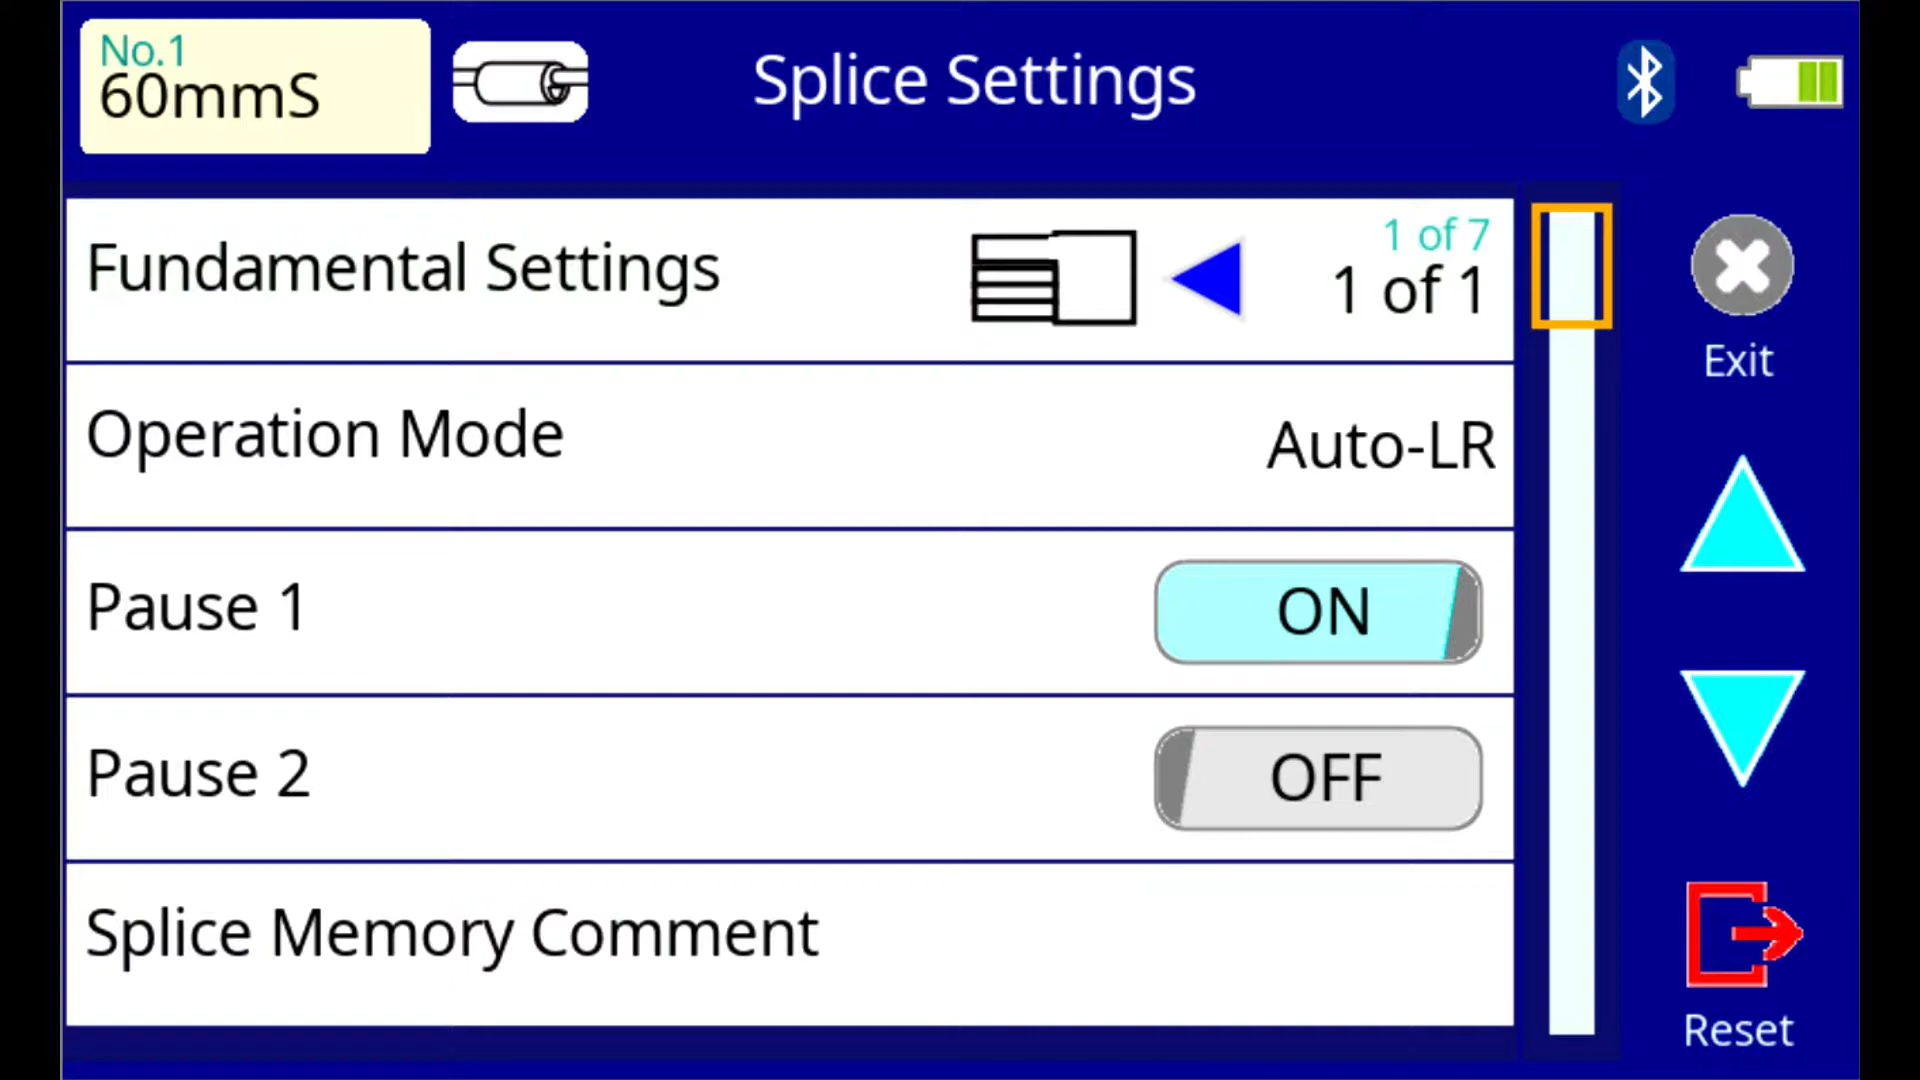 No.1
60mmS
Splice Settings
Fundamental Settings
1 of 7
1 of 1
Exit
Operation Mode
Auto-LR
Pause 1
ON
Pause 2
OFF
Splice Memory Comment
Reset